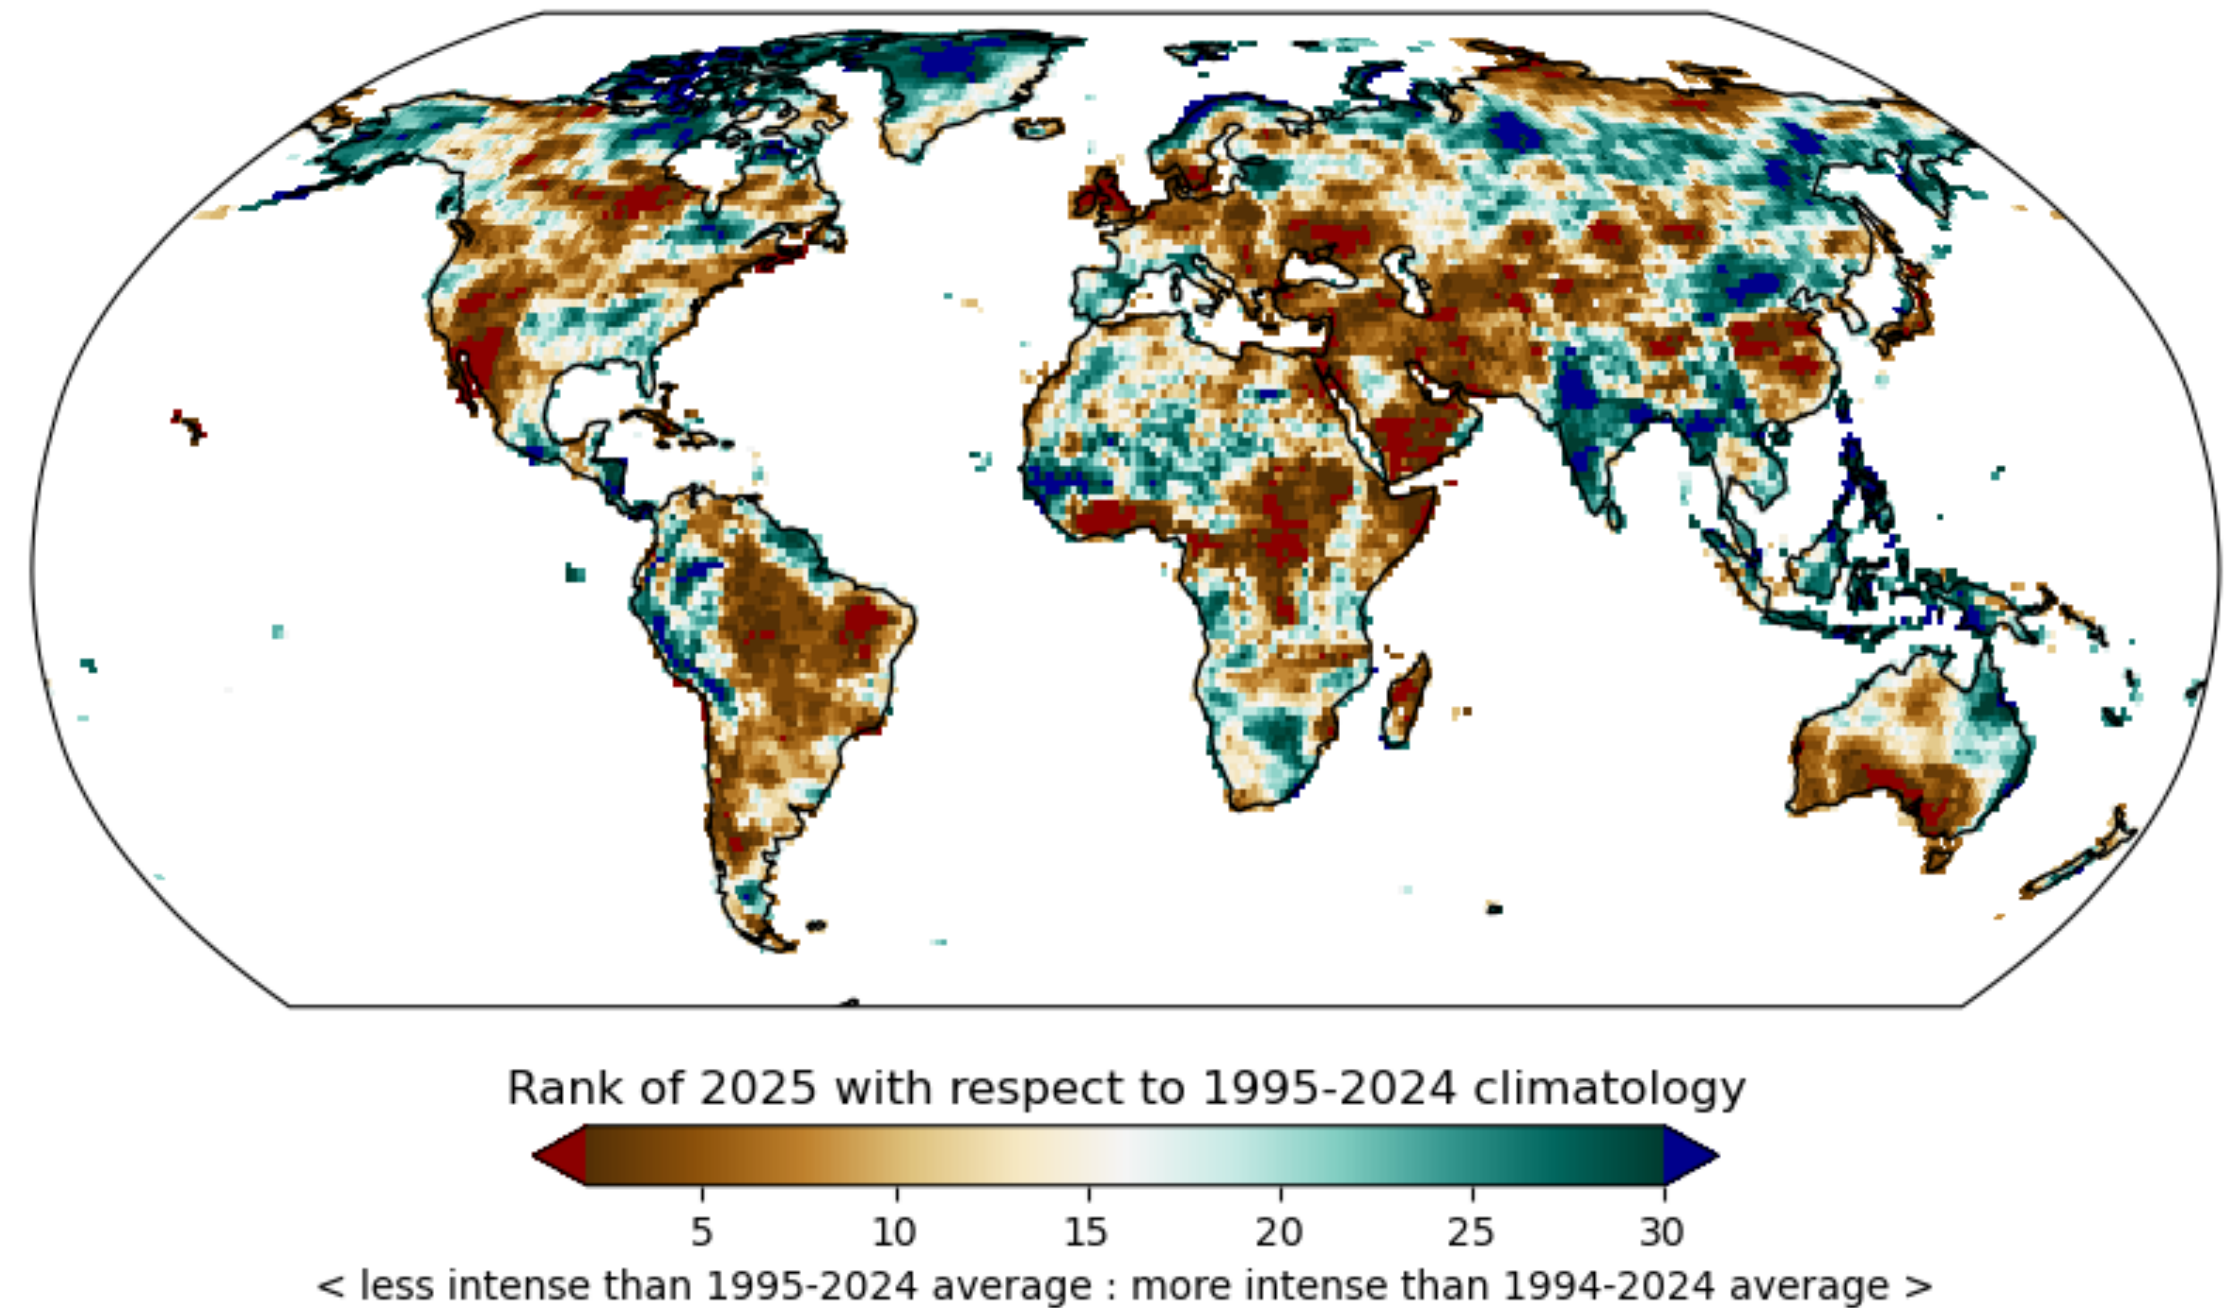 Rank of 2025 with respect to 1995-2024 climatology
5 10 15 20 25 30
< less intense than 1995-2024 average : more intense than 1994-2024 average >